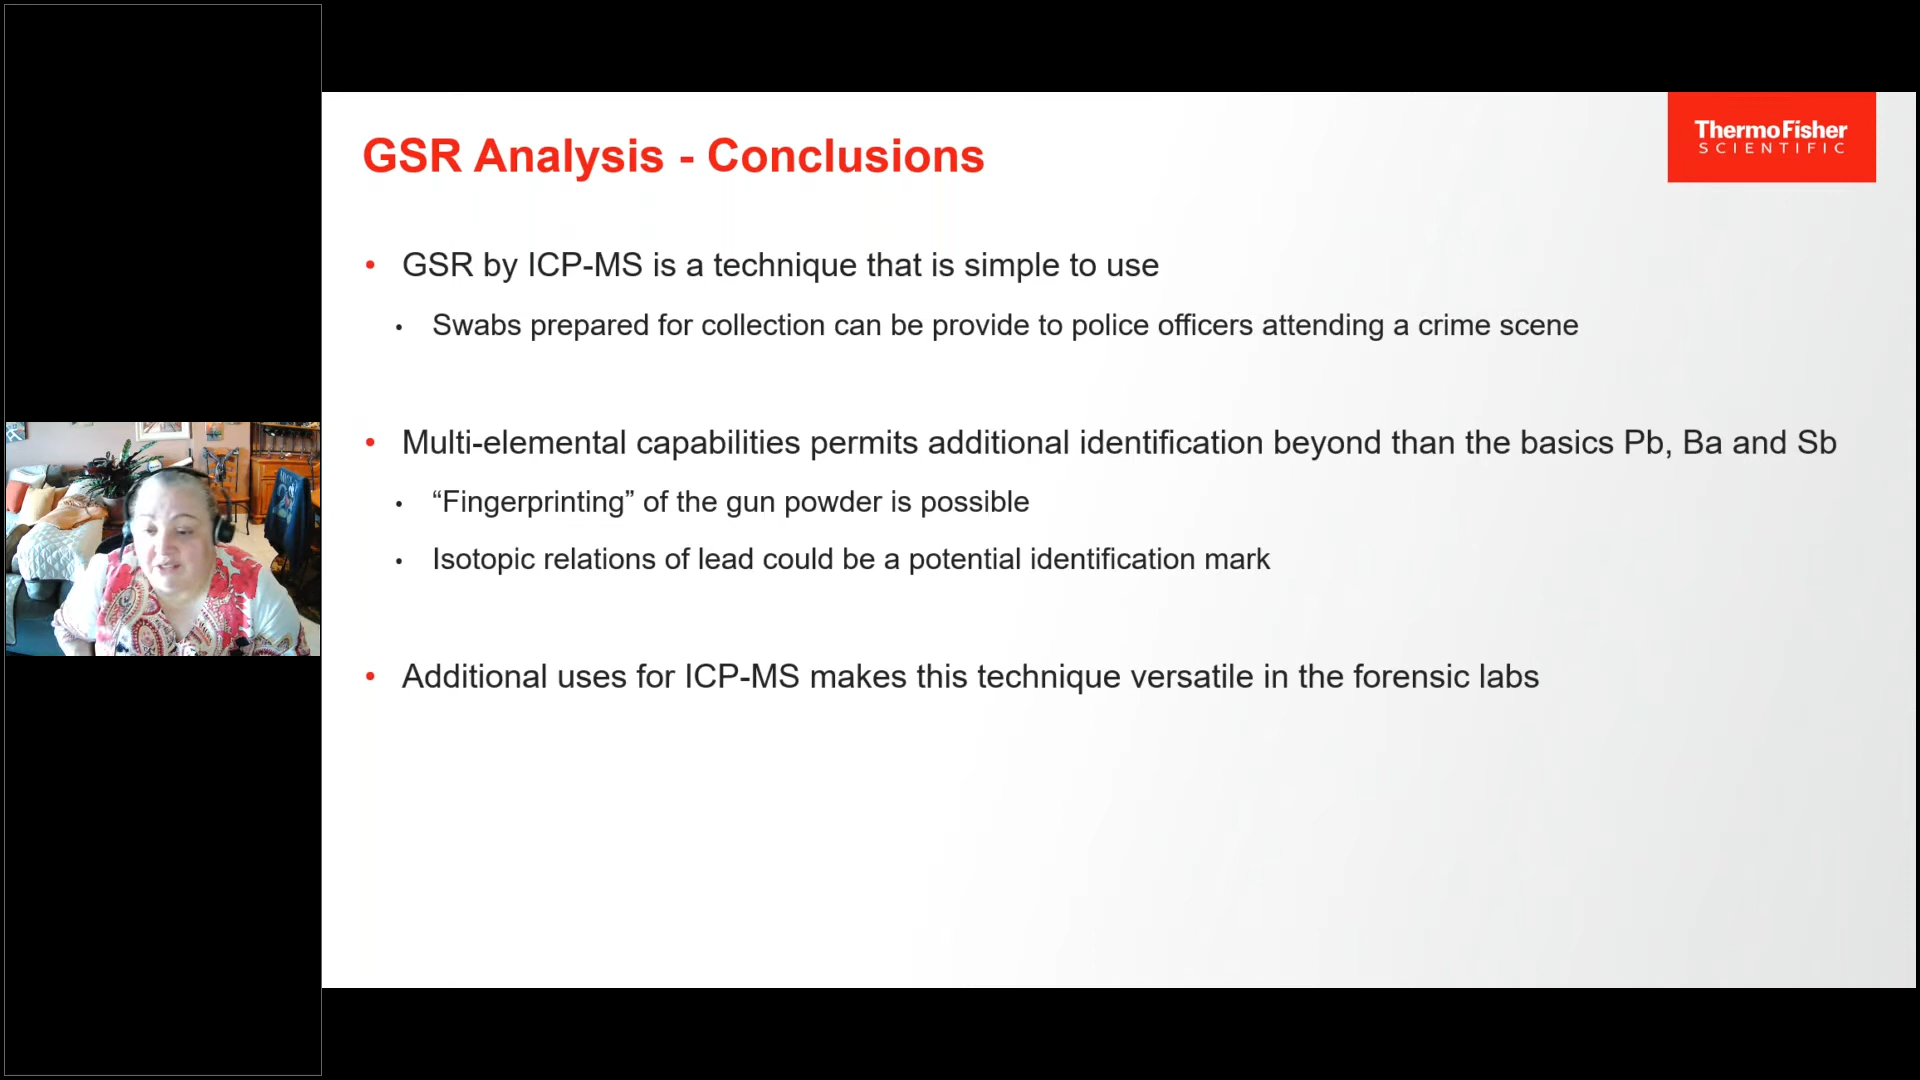 GSR Analysis - Conclusions
ThermoFisher
SCIENTIFIC
• GSR by ICP-MS is a technique that is simple to use
• Swabs prepared for collection can be provide to police officers attending a crime scene
• Multi-elemental capabilities permits additional identification beyond than the basics Pb, Ba and Sb
• “Fingerprinting” of the gun powder is possible
• Isotopic relations of lead could be a potential identification mark
• Additional uses for ICP-MS makes this technique versatile in the forensic labs